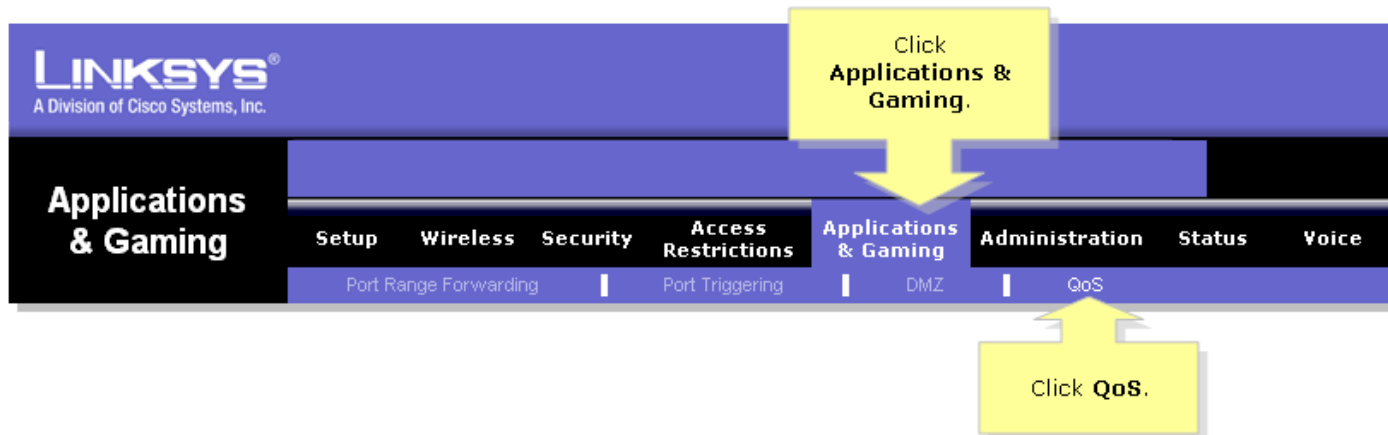 LINKSYS®
A Division of Cisco Systems, Inc.
Click
Applications &
Gaming.
Applications
& Gaming
Setup Wireless Security Access Restrictions Applications & Gaming Administration Status Voice
Port Range Forwarding Port Triggering DMZ QoS
Click QoS.